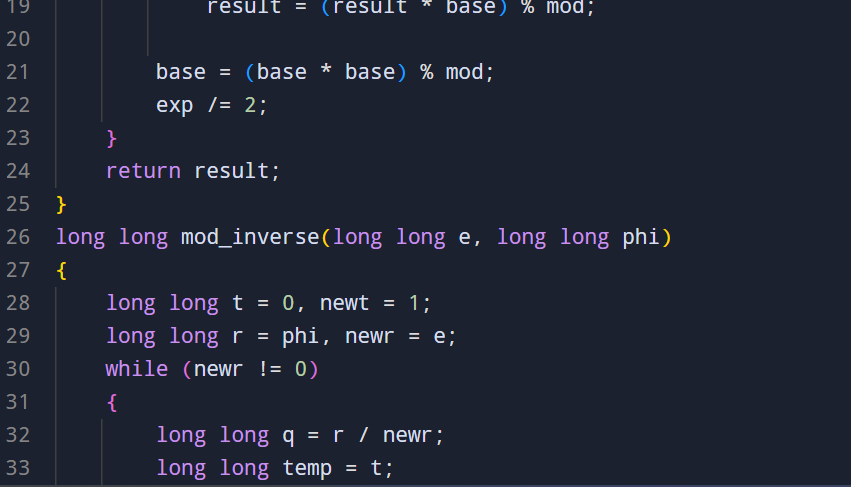 19 result = (result * base) % mod;
20
21 base = (base * base) % mod;
22 exp /= 2;
23 }
24 return result;
25 }
26 long long mod_inverse(long long e, long long phi)
27 {
28 long long t = 0, newt = 1;
29 long long r = phi, newr = e;
30 while (newr != 0)
31 {
32 long long q = r / newr;
33 long long temp = t;